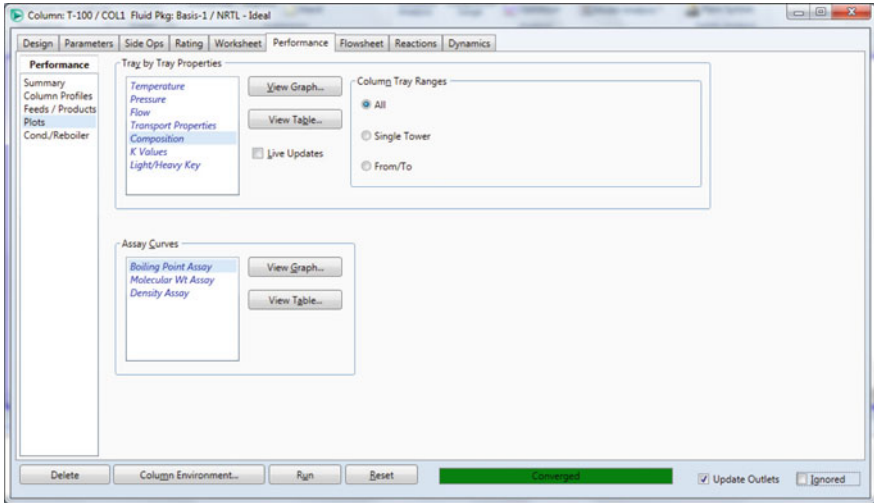 Column: T-100 / COL1 Fluid Pkg: Basis-1 / NRTL - Ideal
Design Parameters Side Ops Rating Worksheet Performance Flowsheet Reactions Dynamics
Performance
Summary
Column Profiles
Feeds / Products
Plots
Cond./Reboiler
Tray by Tray Properties
Temperature
Pressure
Flow
Transport Properties
Composition
K Values
Light/Heavy Key
View Graph...
View Table...
Live Updates
Column Tray Ranges
All
Single Tower
From/To
Assay Curves
Boiling Point Assay
Molecular Wt Assay
Density Assay
View Graph...
View Table...
Delete Column Environment... Run Reset Converged Update Outlets Ignored